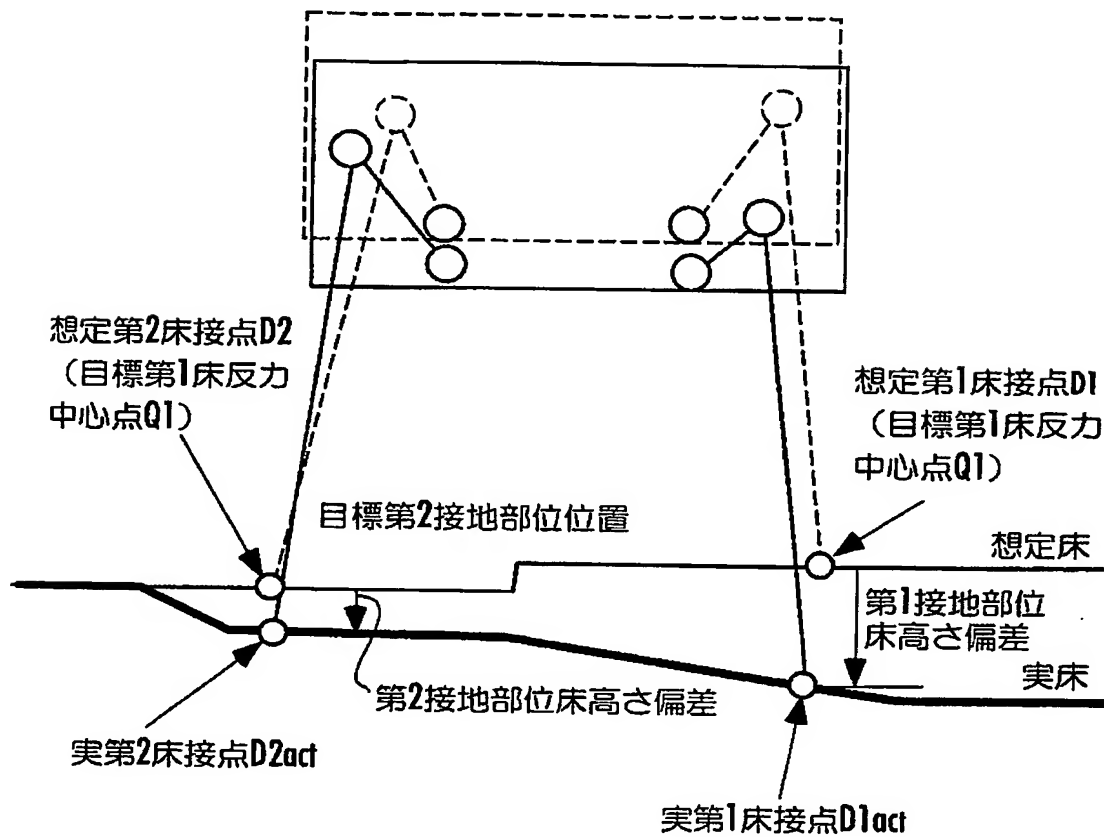 想定第2床接点D2
（目標第1床反力
中心点Q1）
想定第1床接点D1
（目標第1床反力
中心点Q1）
目標第2接地部位位置
想定床
第1接地部位
床高さ偏差
実床
第2接地部位床高さ偏差
実第2床接点D2act
実第1床接点D1act